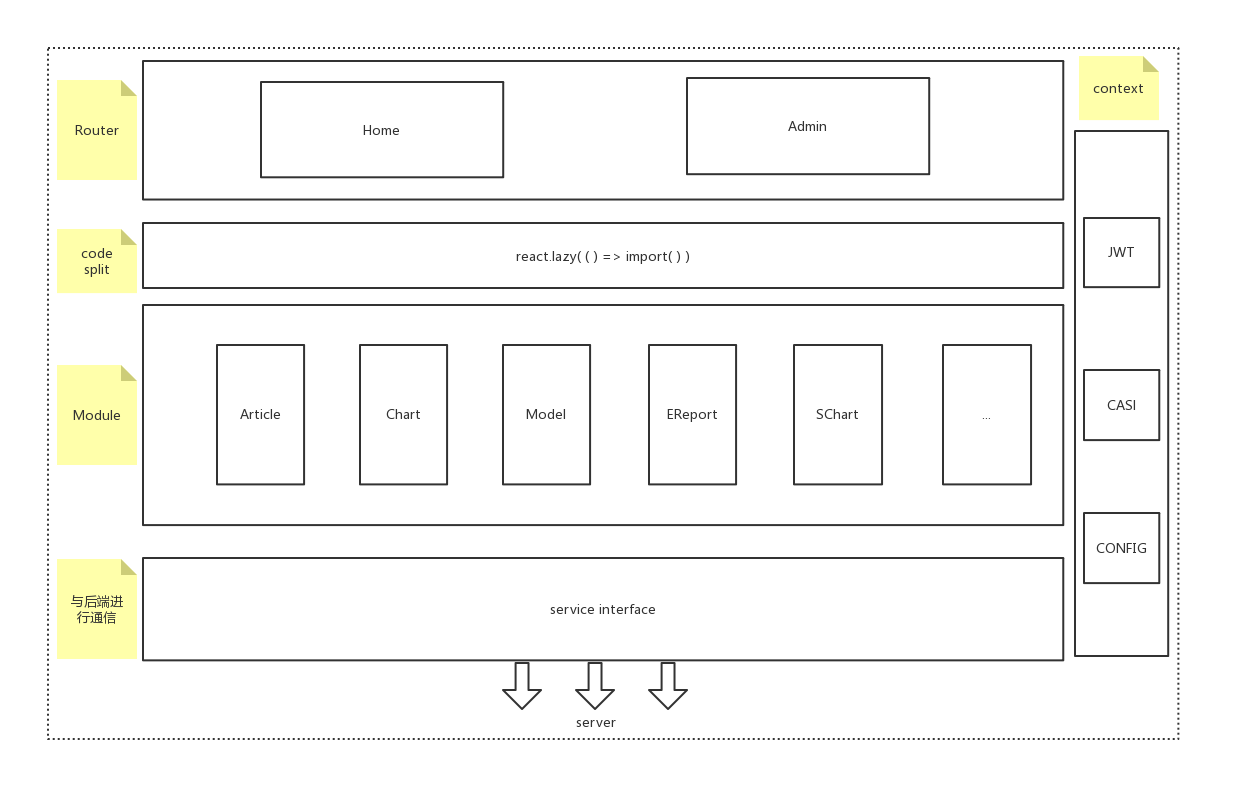 context
Router
Home
Admin
code
split
react.lazy( ( ) => import( ) )
JWT
Module
Article
Chart
Model
EReport
SChart
...
CASI
CONFIG
与后端进
行通信
service interface
server